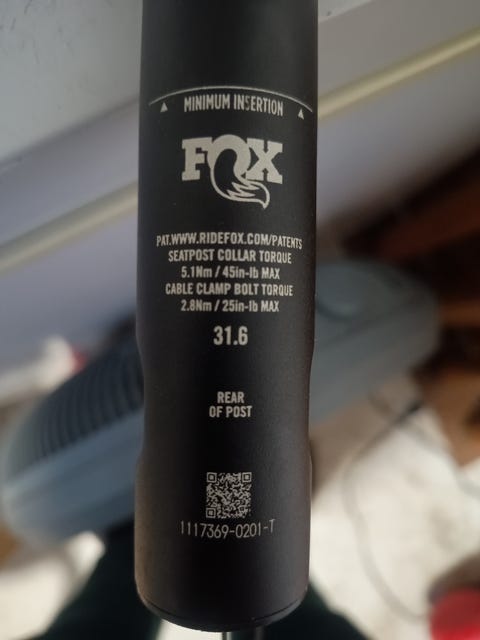 MINIMUM INSERTION
FOX
PAT.WWW.RIDEFOX.COM/PATENTS
SEATPOST COLLAR TORQUE
5.1Nm / 45in-lb MAX
CABLE CLAMP BOLT TORQUE
2.8Nm / 25in-lb MAX
31.6
REAR
OF POST
1117369-0201-T